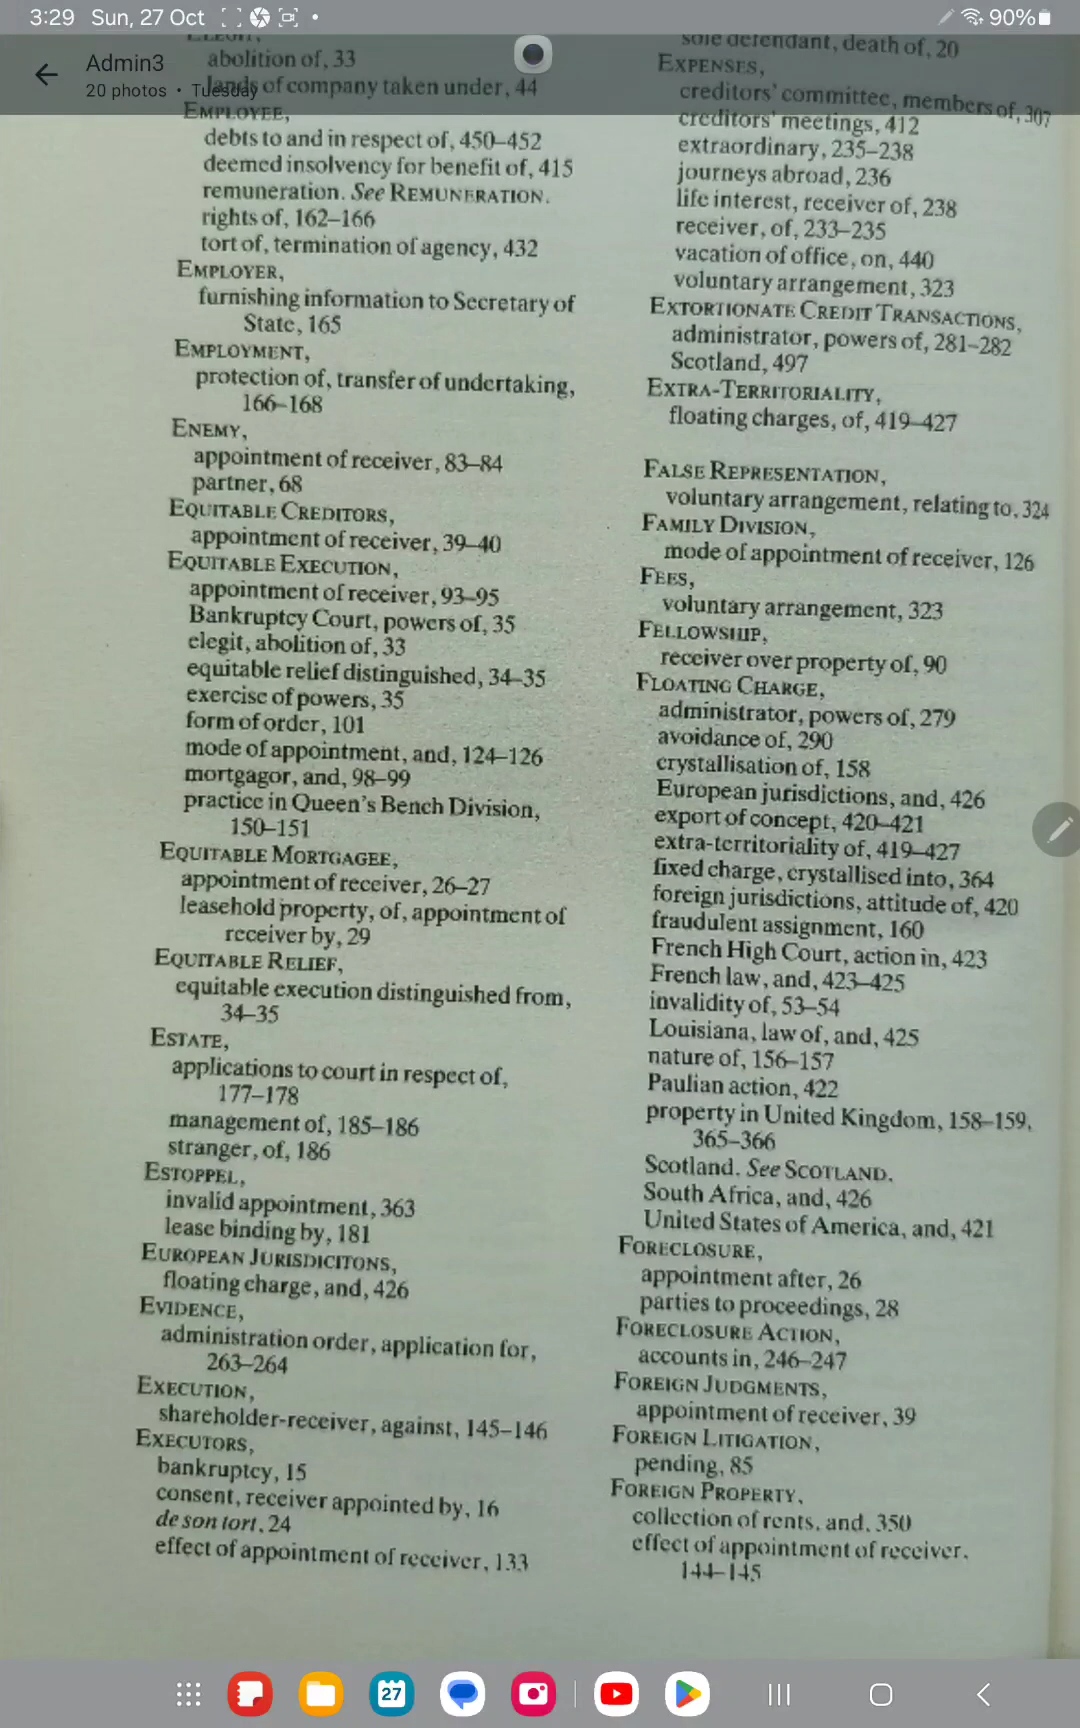 3:29 Sun, 27 Oct
90%
Admin3
20 photos • Tuesday
ELEGIT,
abolition of, 33
lands of company taken under, 44
EMPLOYEE,
debts to and in respect of, 450–452
deemed insolvency for benefit of, 415
remuneration. See REMUNERATION.
rights of, 162–166
tort of, termination of agency, 432
EMPLOYER,
furnishing information to Secretary of
State, 165
EMPLOYMENT,
protection of, transfer of undertaking,
166–168
ENEMY,
appointment of receiver, 83–84
partner, 68
EQUITABLE CREDITORS,
appointment of receiver, 39–40
EQUITABLE EXECUTION,
appointment of receiver, 93–95
Bankruptcy Court, powers of, 35
elegit, abolition of, 33
equitable relief distinguished, 34–35
exercise of powers, 35
form of order, 101
mode of appointment, and, 124–126
mortgagor, and, 98–99
practice in Queen's Bench Division,
150–151
EQUITABLE MORTGAGEE,
appointment of receiver, 26–27
leasehold property, of, appointment of
receiver by, 29
EQUITABLE RELIEF,
equitable execution distinguished from,
34–35
ESTATE,
applications to court in respect of,
177–178
management of, 185–186
stranger, of, 186
ESTOPPEL,
invalid appointment, 363
lease binding by, 181
EUROPEAN JURISDICITONS,
floating charge, and, 426
EVIDENCE,
administration order, application for,
263–264
EXECUTION,
shareholder-receiver, against, 145–146
EXECUTORS,
bankruptcy, 15
consent, receiver appointed by, 16
de son tort, 24
effect of appointment of receiver, 133
sole defendant, death of, 20
EXPENSES,
creditors' committee, members of, 307
creditors' meetings, 412
extraordinary, 235–238
journeys abroad, 236
life interest, receiver of, 238
receiver, of, 233–235
vacation of office, on, 440
voluntary arrangement, 323
EXTORTIONATE CREDIT TRANSACTIONS,
administrator, powers of, 281–282
Scotland, 497
EXTRA-TERRITORIALITY,
floating charges, of, 419–427
FALSE REPRESENTATION,
voluntary arrangement, relating to, 324
FAMILY DIVISION,
mode of appointment of receiver, 126
FEES,
voluntary arrangement, 323
FELLOWSHIP,
receiver over property of, 90
FLOATING CHARGE,
administrator, powers of, 279
avoidance of, 290
crystallisation of, 158
European jurisdictions, and, 426
export of concept, 420–421
extra-territoriality of, 419–427
fixed charge, crystallised into, 364
foreign jurisdictions, attitude of, 420
fraudulent assignment, 160
French High Court, action in, 423
French law, and, 423–425
invalidity of, 53–54
Louisiana, law of, and, 425
nature of, 156–157
Paulian action, 422
property in United Kingdom, 158–159,
365–366
Scotland. See SCOTLAND.
South Africa, and, 426
United States of America, and, 421
FORECLOSURE,
appointment after, 26
parties to proceedings, 28
FORECLOSURE ACTION,
accounts in, 246–247
FOREIGN JUDGMENTS,
appointment of receiver, 39
FOREIGN LITIGATION,
pending, 85
FOREIGN PROPERTY,
collection of rents, and, 350
effect of appointment of receiver,
144–145
27